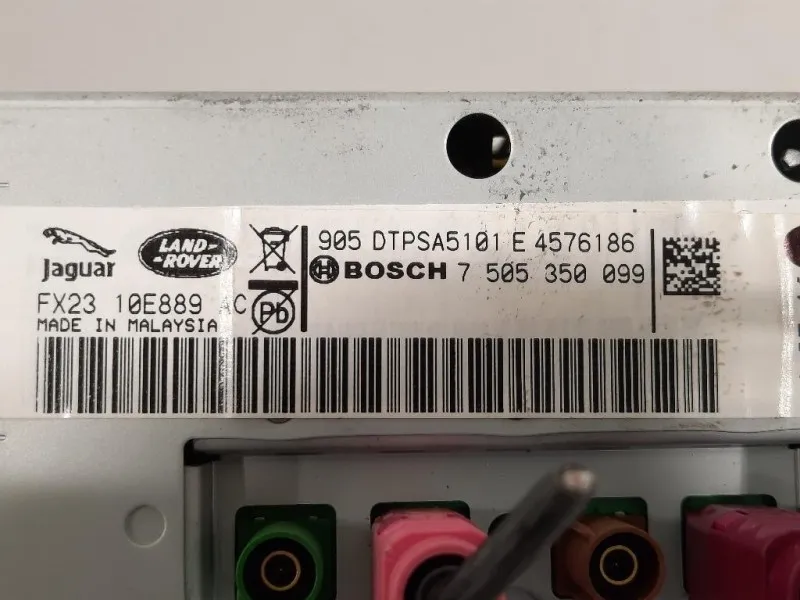 Jaguar
LAND-
-ROVER
FX23 10E889 AC
MADE IN MALAYSIA
Pb
905 DTPSA5101 E 4576186
BOSCH 7 505 350 099